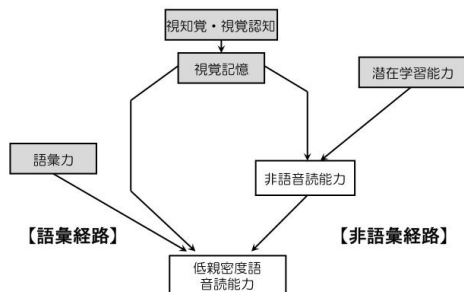 視知覚・視覚認知
視覚記憶
潜在学習能力
語彙力
非語音読能力
【語彙経路】
【非語彙経路】
低親密度語
音読能力